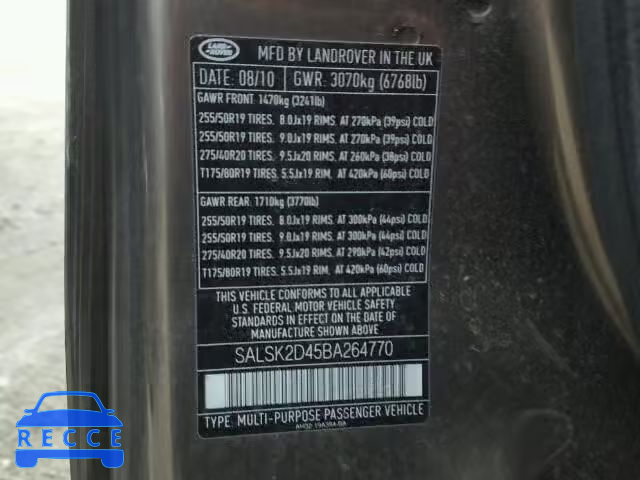 LAND ROVER
MFD BY LANDROVER IN THE UK
DATE: 08/10 GWR: 3070kg (6768lb)
GAWR FRONT 1470kg (3241lb)
255/50R19 TIRES. 8.0Jx19 RIMS. AT 270kPa (39psi) COLD
255/50R19 TIRES. 9.0Jx19 RIMS. AT 270kPa (39psi) COLD
275/40R20 TIRES. 9.5Jx20 RIMS. AT 260kPa (38psi) COLD
T175/80R19 TIRES. 5.5Jx19 RIM. AT 420kPa (60psi) COLD
GAWR REAR: 1710kg (3770lb)
255/50R19 TIRES. 8.0Jx19 RIMS. AT 300kPa (44psi) COLD
255/50R19 TIRES. 9.0Jx19 RIMS. AT 300kPa (44psi) COLD
275/40R20 TIRES. 9.5Jx20 RIMS. AT 290kPa (42psi) COLD
T175/80R19 TIRES. 5.5Jx19 RIM. AT 420kPa (60psi) COLD
THIS VEHICLE CONFORMS TO ALL APPLICABLE
U.S. FEDERAL MOTOR VEHICLE SAFETY
STANDARDS IN EFFECT ON THE DATE OF
MANUFACTURE SHOWN ABOVE.
SALSK2D45BA264770
TYPE: MULTI-PURPOSE PASSENGER VEHICLE
RECCE